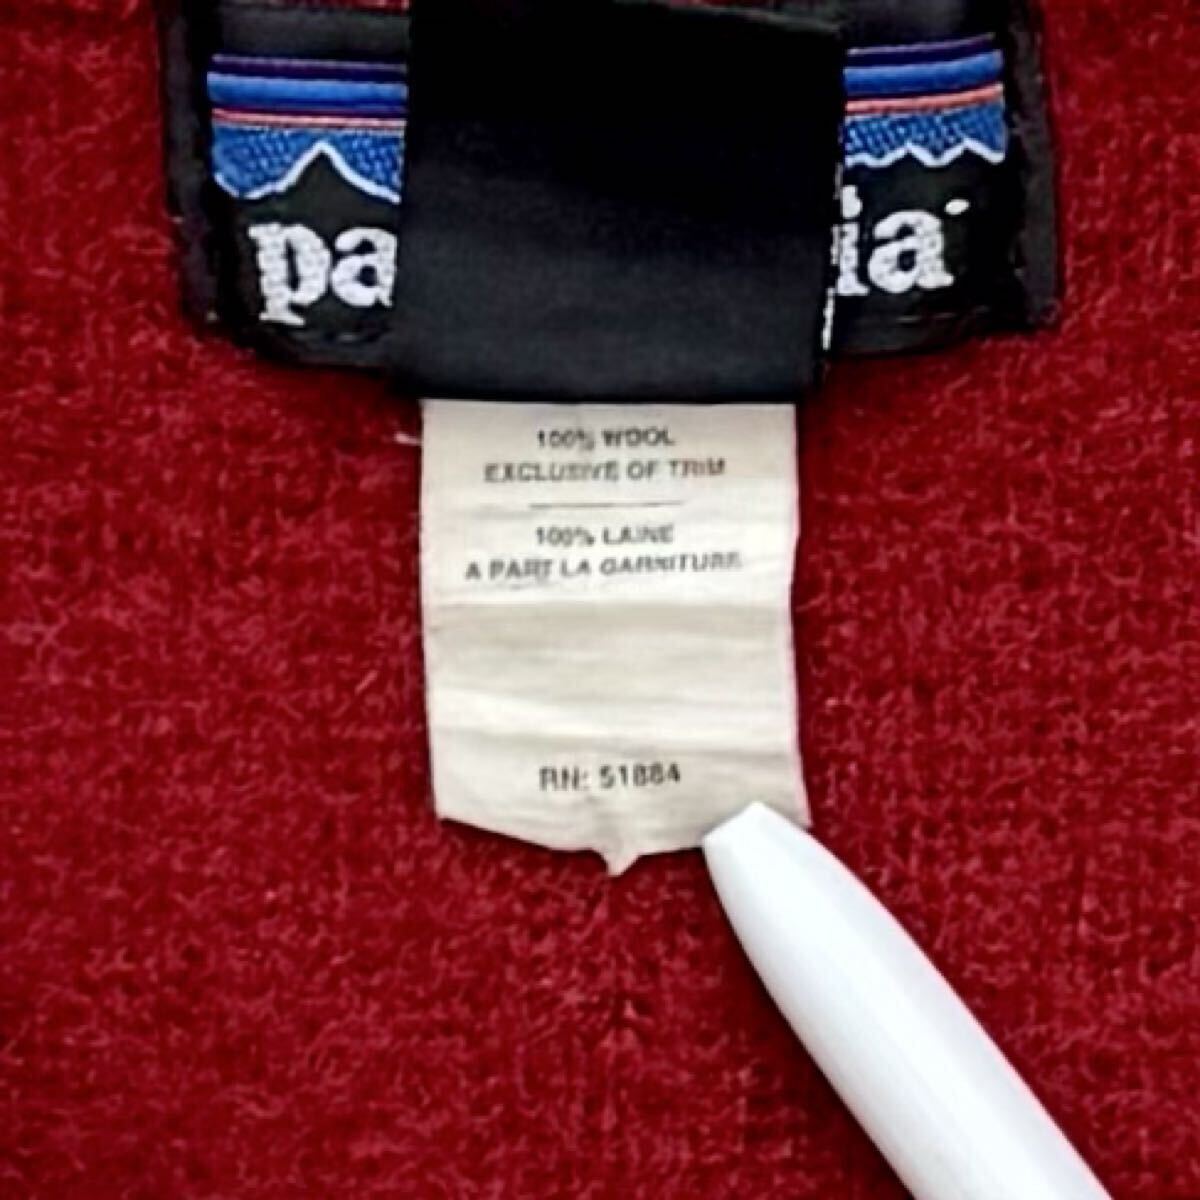 pa ia
100% WOOL
EXCLUSIVE OF TRIM
100% LAINE
A PART LA GARNITURE
RN: 51884